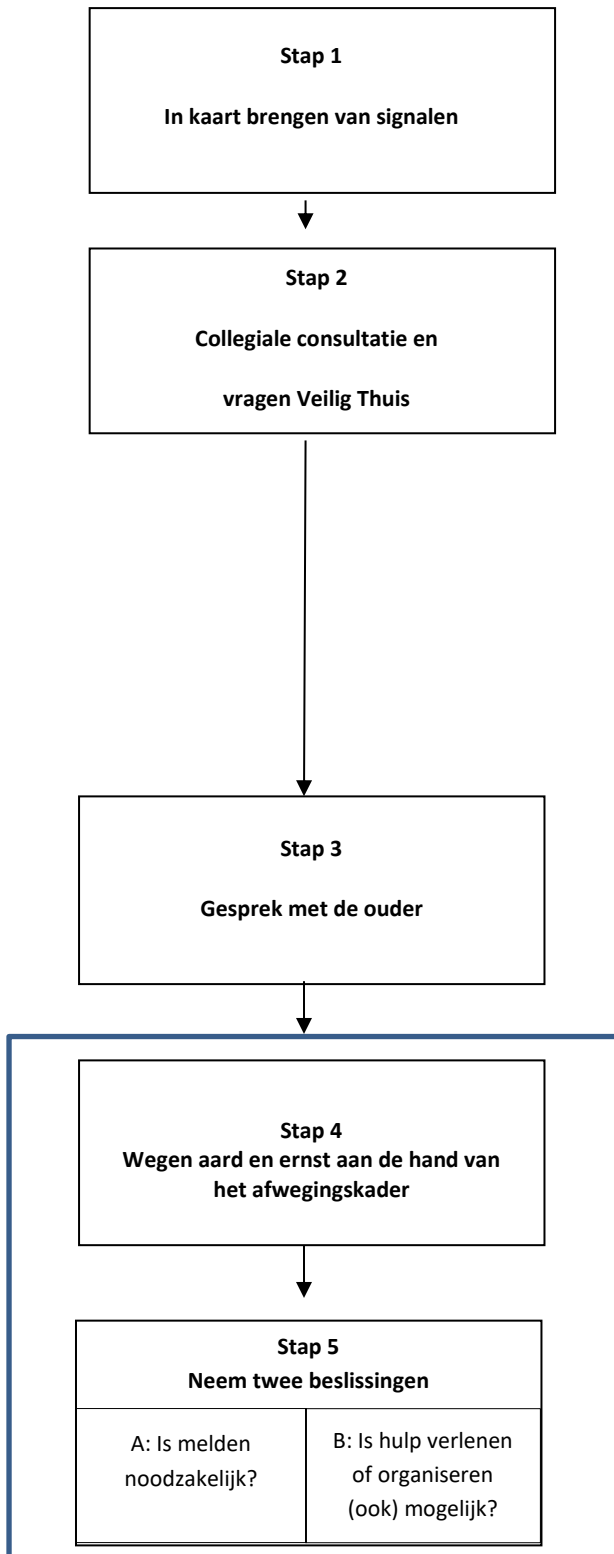 Stap 1
In kaart brengen van signalen
Stap 2
Collegiale consultatie en
vragen Veilig Thuis
Stap 3
Gesprek met de ouder
Stap 4
Wegen aard en ernst aan de hand van
het afwegingskader
Stap 5
Neem twee beslissingen
A: Is melden
noodzakelijk?
B: Is hulp verlenen
of organiseren
(ook) mogelijk?